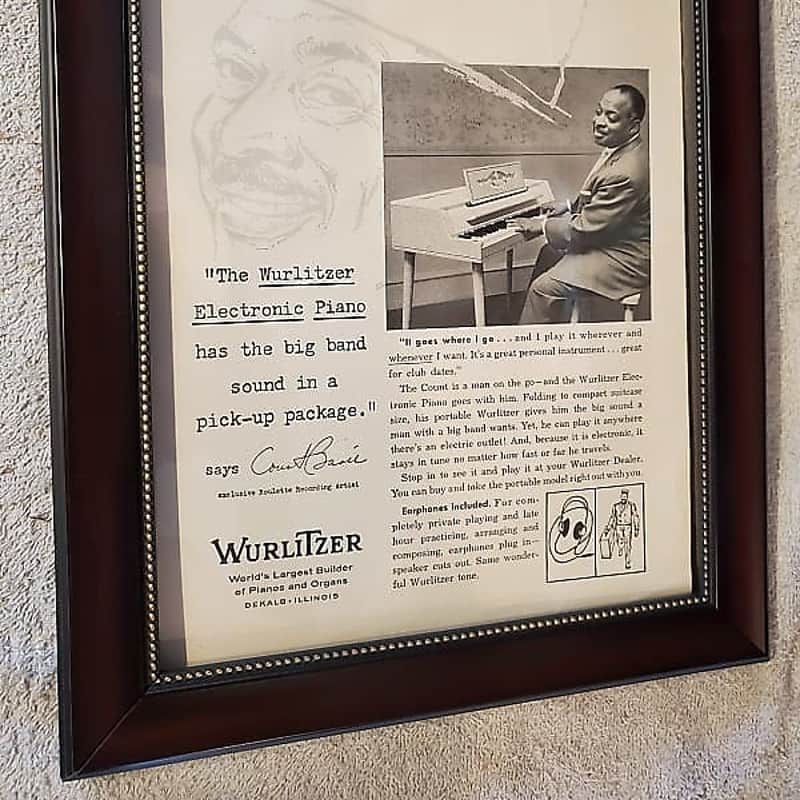 "The Wurlitzer
Electronic Piano
has the big band
sound in a
pick-up package."
says Count Basie
exclusive Roulette Recording Artist
WURLITZER
World's Largest Builder
of Pianos and Organs
DEKALB • ILLINOIS
"It goes where I go ... and I play it wherever and
whenever I want. It's a great personal instrument ... great
for club dates."
The Count is a man on the go—and the Wurlitzer Elec-
tronic Piano goes with him. Folding to compact suitcase
size, his portable Wurlitzer gives him the big sound a
man with a big band wants. Yet, he can play it anywhere
there's an electric outlet! And, because it is electronic, it
stays in tune no matter how fast or far he travels.
Stop in to see it and play it at your Wurlitzer Dealer.
You can buy and take the portable model right out with you.
Earphones Included. For com-
pletely private playing and late
hour practicing, arranging and
composing, earphones plug in—
speaker cuts out. Same wonder-
ful Wurlitzer tone.